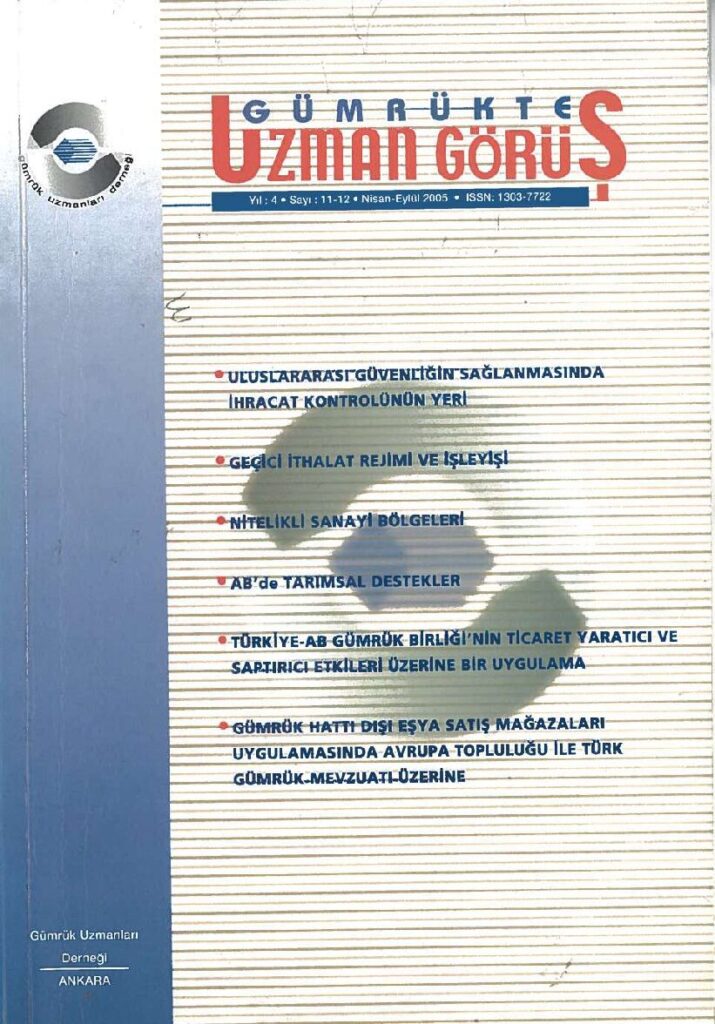 GÜMRÜKTE
UZMAN GÖRÜŞ
Yıl : 4 • Sayı : 11-12 • Nisan-Eylül 2005 • ISSN: 1303-7722
gümrük uzmanları derneği
• ULUSLARARASI GÜVENLİĞİN SAĞLANMASINDA
İHRACAT KONTROLÜNÜN YERİ
• GEÇİCİ İTHALAT REJİMİ VE İŞLEYİŞİ
• NİTELİKLİ SANAYİ BÖLGELERİ
• AB'de TARIMSAL DESTEKLER
• TÜRKİYE-AB GÜMRÜK BİRLİĞİ'NİN TİCARET YARATICI VE
SAPTIRICI ETKİLERİ ÜZERİNE BİR UYGULAMA
• GÜMRÜK HATTI DIŞI EŞYA SATIŞ MAĞAZALARI
UYGULAMASINDA AVRUPA TOPLULUĞU İLE TÜRK
GÜMRÜK MEVZUATI ÜZERİNE
Gümrük Uzmanları
Derneği
ANKARA